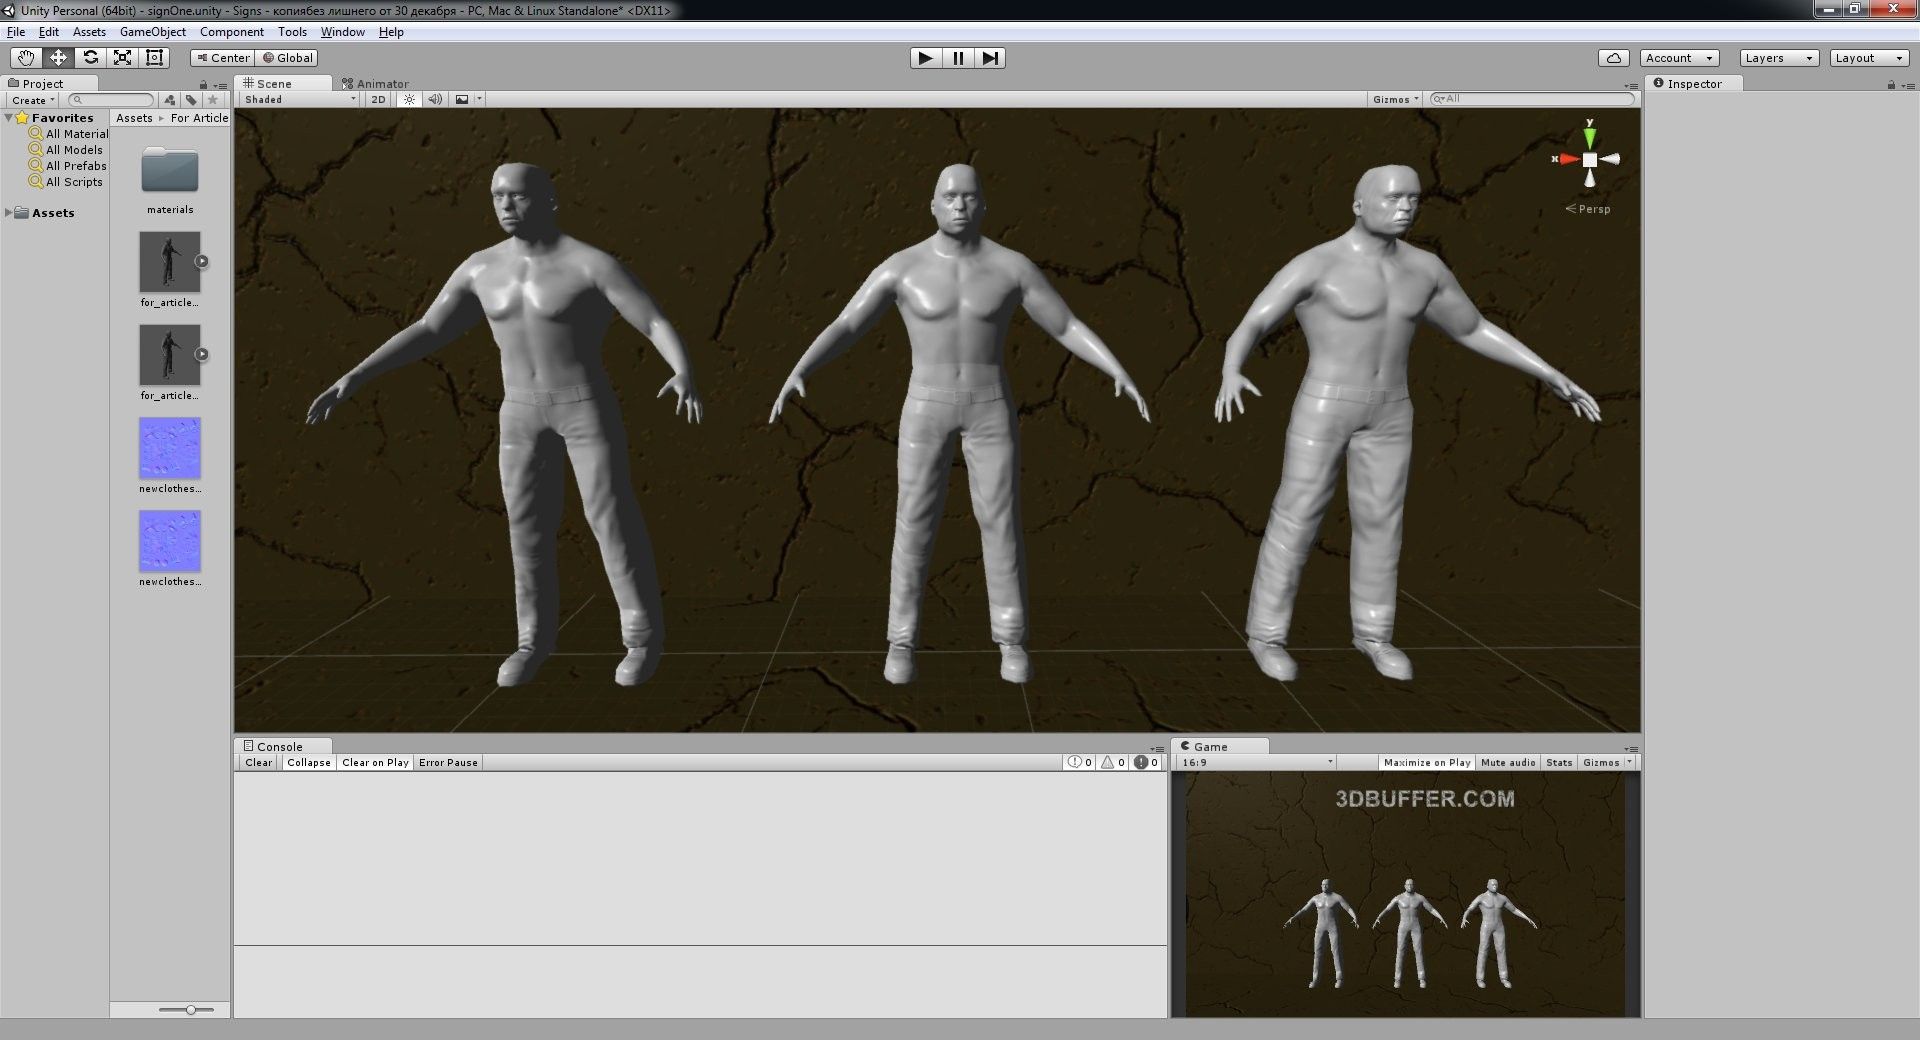 Unity Personal (64bit) - signOne.unity - Signs - копиябез лишнего от 30 декабря - PC, Mac & Linux Standalone* <DX11>
File Edit Assets GameObject Component Tools Window Help
Center Global Account Layers Layout
Project Scene Animator Inspector
Create Shaded 2D Gizmos All
Favorites Assets For Article
All Material
All Models
All Prefabs
All Scripts
Assets
materials
for_article...
for_article...
newclothes...
newclothes...
y
x
Persp
Console Game
Clear Collapse Clear on Play Error Pause 0 0 0 16:9 Maximize on Play Mute audio Stats Gizmos
3DBUFFER.COM